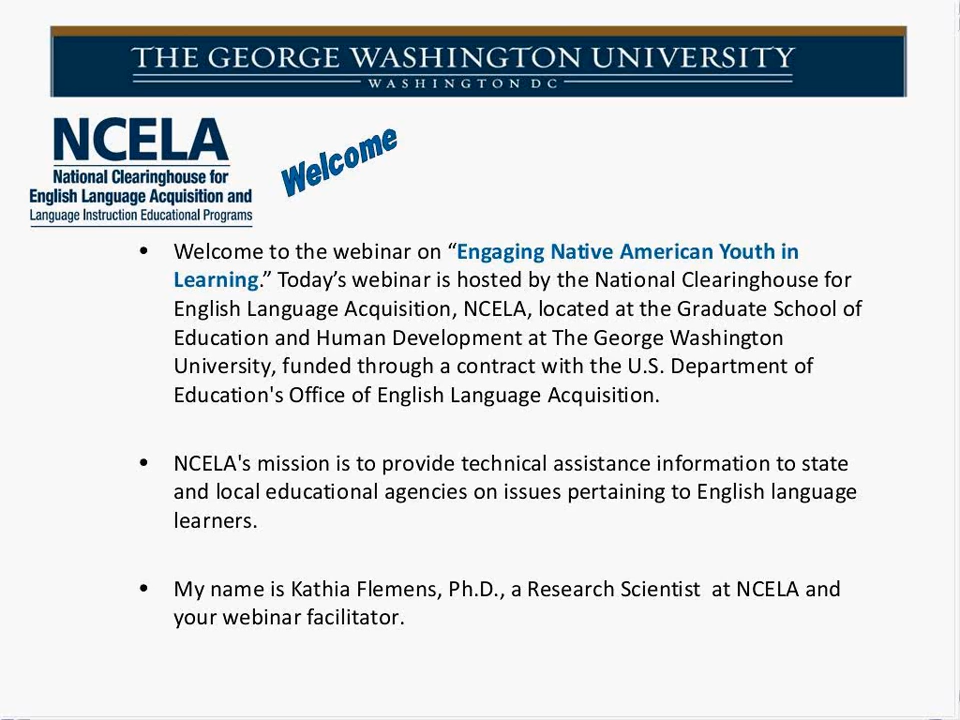 THE GEORGE WASHINGTON UNIVERSITY
WASHINGTON DC
NCELA
National Clearinghouse for
English Language Acquisition and
Language Instruction Educational Programs
Welcome
• Welcome to the webinar on “Engaging Native American Youth in
Learning.” Today’s webinar is hosted by the National Clearinghouse for
English Language Acquisition, NCELA, located at the Graduate School of
Education and Human Development at The George Washington
University, funded through a contract with the U.S. Department of
Education's Office of English Language Acquisition.
• NCELA's mission is to provide technical assistance information to state
and local educational agencies on issues pertaining to English language
learners.
• My name is Kathia Flemens, Ph.D., a Research Scientist  at NCELA and
your webinar facilitator.